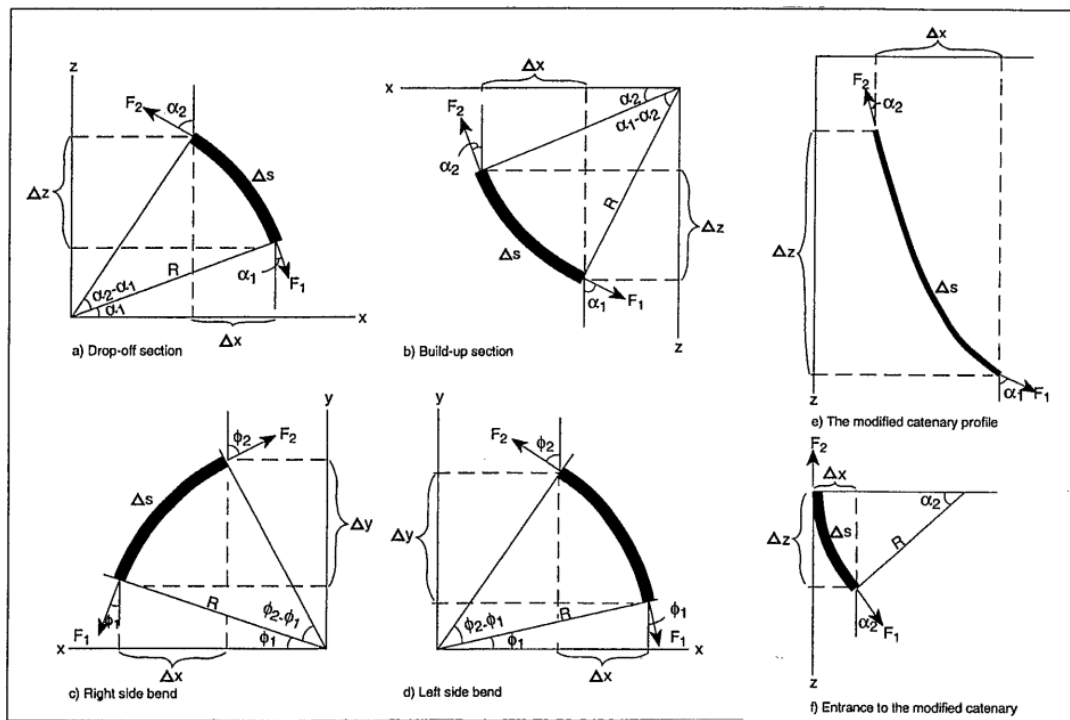 z
F₂
α₂
Δz
Δs
R
α₁
F₁
α₂-α₁
α₁
x
Δx
a) Drop-off section
Δx
x
α₂
α₁-α₂
F₂
α₂
R
Δz
Δs
α₁
F₁
z
b) Build-up section
Δx
F₂
α₂
Δz
Δs
F₁
α₁
z
e) The modified catenary profile
y
ϕ₂
F₂
Δs
Δy
R
ϕ₂-ϕ₁
ϕ₁
F₁
ϕ₁
x
Δx
c) Right side bend
y
ϕ₂
F₂
Δy
Δs
ϕ₂-ϕ₁
R
ϕ₁
ϕ₁
F₁
x
Δx
d) Left side bend
F₂
Δx
α₂
Δz
Δs
R
α₂
F₁
z
f) Entrance to the modified catenary